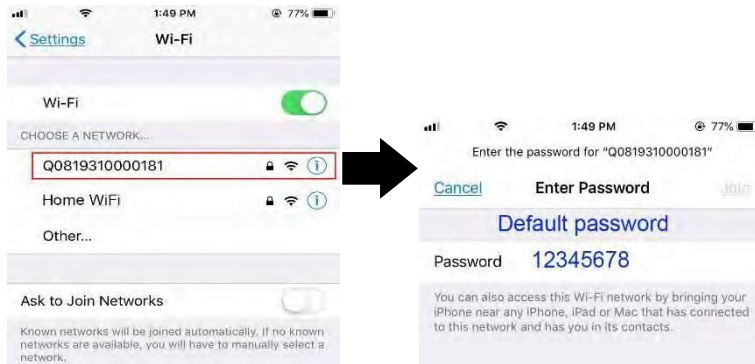 1:49 PM
77%
Settings
Wi-Fi
Wi-Fi
CHOOSE A NETWORK...
Q0819310000181
Home WiFi
Other...
Ask to Join Networks
Known networks will be joined automatically. If no known
networks are available, you will have to manually select a
network.
1:49 PM
77%
Enter the password for "Q0819310000181"
Cancel
Enter Password
Join
Default password
Password 12345678
You can also access this Wi-Fi network by bringing your
iPhone near any iPhone, iPad or Mac that has connected
to this network and has you in its contacts.